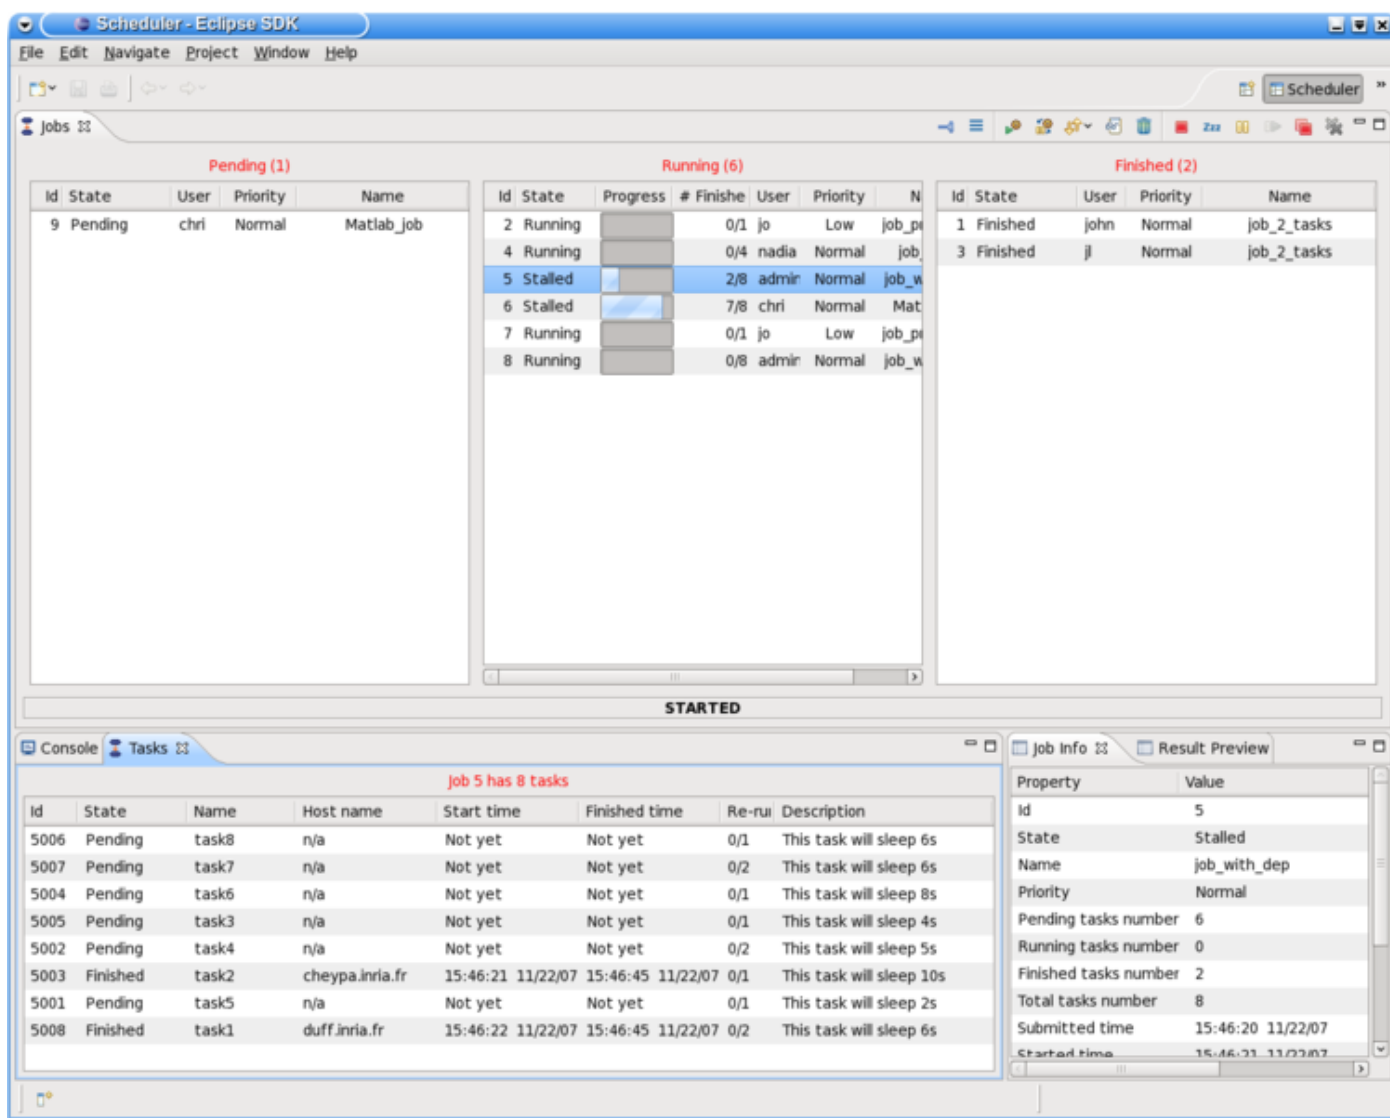 Scheduler - Eclipse SDK
File Edit Navigate Project Window Help
Scheduler »
Jobs
Zzz
Pending (1) Running (6) Finished (2)
Id State User Priority Name
9 Pending chri Normal Matlab_job
Id State Progress # Finishe User Priority N
2 Running 0/1 jo Low job_pr
4 Running 0/4 nadia Normal job_
5 Stalled 2/8 admin Normal job_w
6 Stalled 7/8 chri Normal Mat
7 Running 0/1 jo Low job_pr
8 Running 0/8 admin Normal job_w
Id State User Priority Name
1 Finished john Normal job_2_tasks
3 Finished jl Normal job_2_tasks
STARTED
Console Tasks
Job 5 has 8 tasks
Id State Name Host name Start time Finished time Re-rui Description
5006 Pending task8 n/a Not yet Not yet 0/1 This task will sleep 6s
5007 Pending task7 n/a Not yet Not yet 0/2 This task will sleep 6s
5004 Pending task6 n/a Not yet Not yet 0/1 This task will sleep 8s
5005 Pending task3 n/a Not yet Not yet 0/1 This task will sleep 4s
5002 Pending task4 n/a Not yet Not yet 0/2 This task will sleep 5s
5003 Finished task2 cheypa.inria.fr 15:46:21 11/22/07 15:46:45 11/22/07 0/1 This task will sleep 10s
5001 Pending task5 n/a Not yet Not yet 0/1 This task will sleep 2s
5008 Finished task1 duff.inria.fr 15:46:22 11/22/07 15:46:45 11/22/07 0/2 This task will sleep 6s
Job Info Result Preview
Property Value
Id 5
State Stalled
Name job_with_dep
Priority Normal
Pending tasks number 6
Running tasks number 0
Finished tasks number 2
Total tasks number 8
Submitted time 15:46:20 11/22/07
Started time 15:46:21 11/22/07